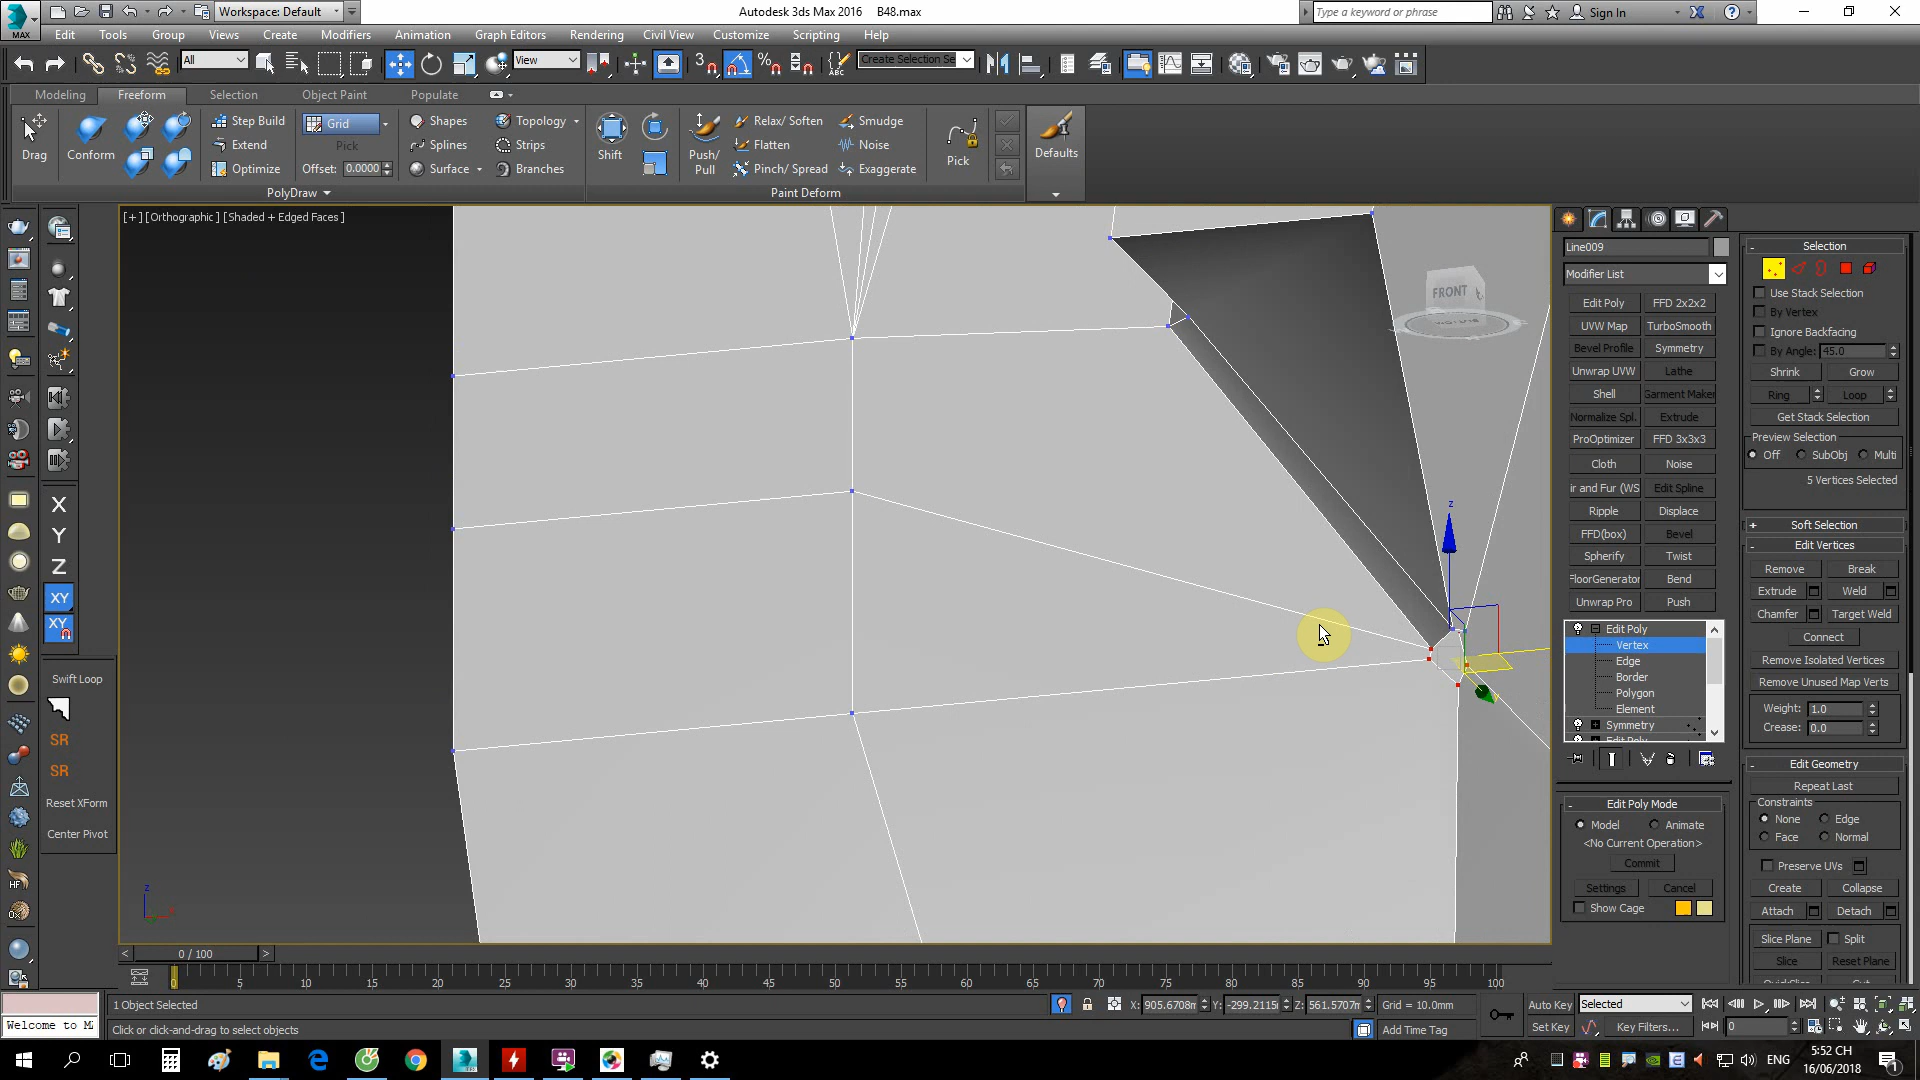 Workspace: Default
Autodesk 3ds Max 2016    B48.max
Type a keyword or phrase
Sign In
MAX
Edit
Tools
Group
Views
Create
Modifiers
Animation
Graph Editors
Rendering
Civil View
Customize
Scripting
Help
All
View
3
ABC
Create Selection Se
Modeling
Freeform
Selection
Object Paint
Populate
Drag
Conform
Step Build
Extend
Optimize
Grid
Pick
Offset: 0.0000
Shapes
Splines
Surface
Topology
Strips
Branches
PolyDraw
Shift
Push/
Pull
Relax/ Soften
Flatten
Pinch/ Spread
Smudge
Noise
Exaggerate
Paint Deform
Pick
Defaults
[+] [Orthographic ] [Shaded + Edged Faces ]
FRONT
z
X
Y
Z
XY
XY
Swift Loop
SR
SR
Reset XForm
Center Pivot
HF
z
x
Line009
Modifier List
Edit Poly
FFD 2x2x2
UVW Map
TurboSmooth
Bevel Profile
Symmetry
Unwrap UVW
Lathe
Shell
Garment Maker
Normalize Spl.
Extrude
ProOptimizer
FFD 3x3x3
Cloth
Noise
ir and Fur (WS
Edit Spline
Ripple
Displace
FFD(box)
Bevel
Spherify
Twist
FloorGenerator
Bend
Unwrap Pro
Push
Edit Poly
Vertex
Edge
Border
Polygon
Element
Symmetry
Edit Poly
Edit Poly Mode
Model
Animate
<No Current Operation>
Commit
Settings
Cancel
Show Cage
Selection
Use Stack Selection
By Vertex
Ignore Backfacing
By Angle: 45.0
Shrink
Grow
Ring
Loop
Get Stack Selection
Preview Selection
Off
SubObj
Multi
5 Vertices Selected
Soft Selection
Edit Vertices
Remove
Break
Extrude
Weld
Chamfer
Target Weld
Connect
Remove Isolated Vertices
Remove Unused Map Verts
Weight: 1.0
Crease: 0.0
Edit Geometry
Repeat Last
Constraints
None
Edge
Face
Normal
Preserve UVs
Create
Collapse
Attach
Detach
Slice Plane
Split
Slice
Reset Plane
QuickSlice
Cut
< 0 / 100 >
0 5 10 15 20 25 30 35 40 45 50 55 60 65 70 75 80 85 90 95 100
1 Object Selected
X: 905.6708m
Y: -299.2115
Z: 561.5707m
Grid = 10.0mm
Auto Key
Selected
Welcome to M
Click or click-and-drag to select objects
Add Time Tag
Set Key
Key Filters...
0
ENG
5:52 CH
16/06/2018
1